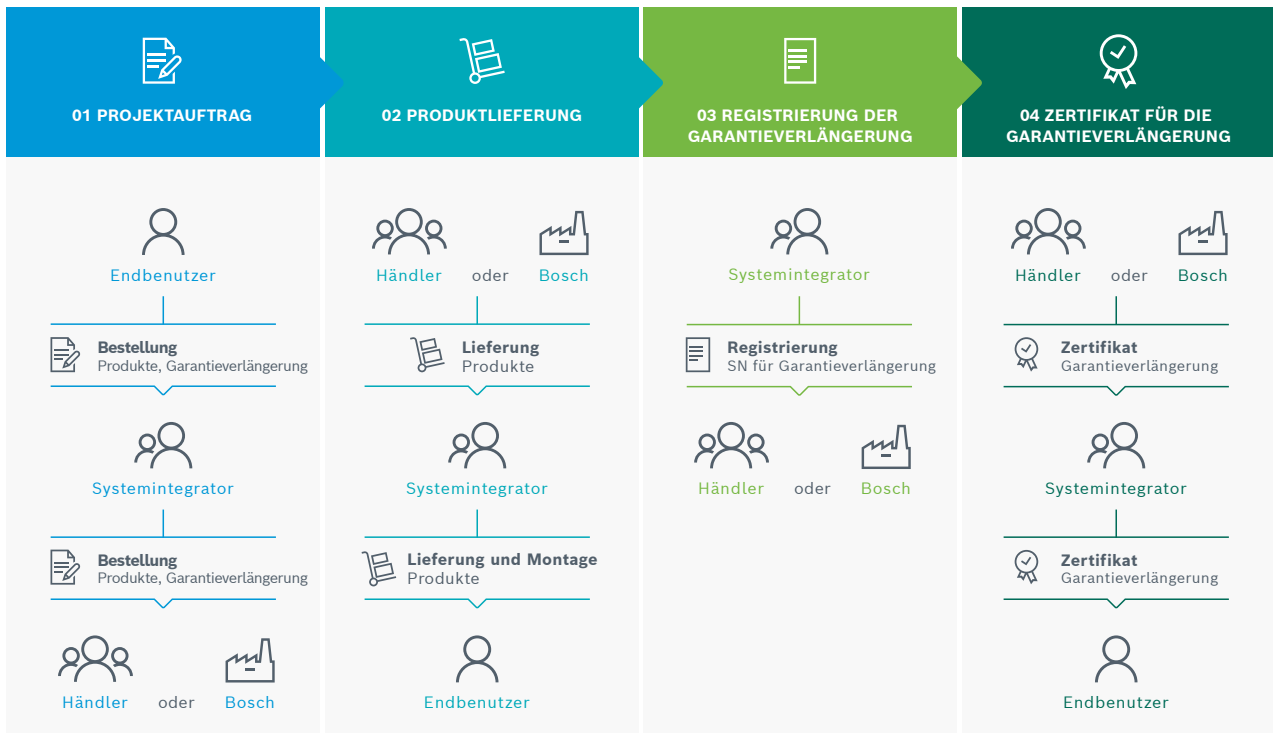 01 PROJEKTAUFTRAG
Endbenutzer
Bestellung
Produkte, Garantieverlängerung
Systemintegrator
Bestellung
Produkte, Garantieverlängerung
Händler oder Bosch
02 PRODUKTLIEFERUNG
Händler oder Bosch
Lieferung
Produkte
Systemintegrator
Lieferung und Montage
Produkte
Endbenutzer
03 REGISTRIERUNG DER
GARANTIEVERLÄNGERUNG
Systemintegrator
Registrierung
SN für Garantieverlängerung
Händler oder Bosch
04 ZERTIFIKAT FÜR DIE
GARANTIEVERLÄNGERUNG
Händler oder Bosch
Zertifikat
Garantieverlängerung
Systemintegrator
Zertifikat
Garantieverlängerung
Endbenutzer